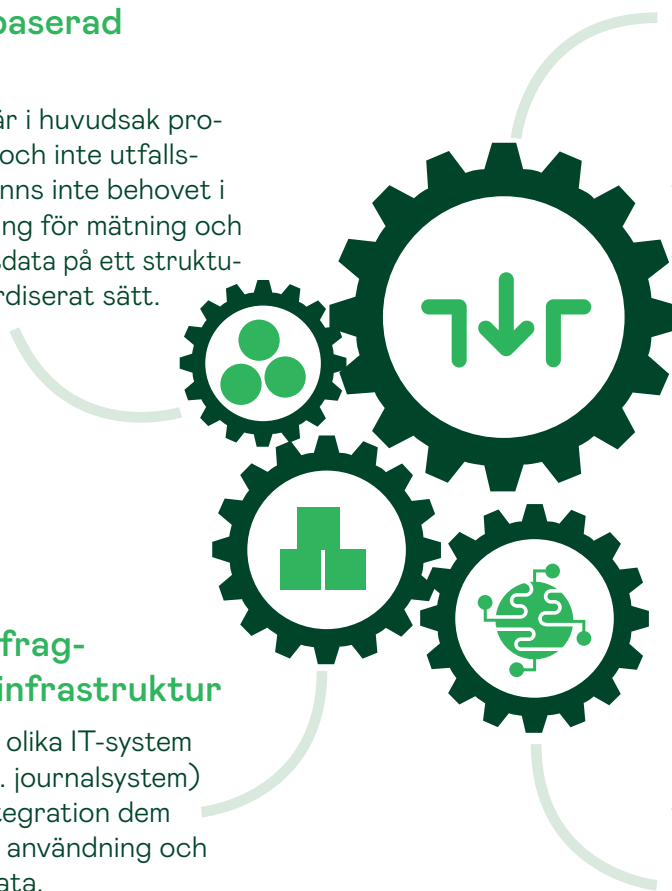 baserad
är i huvudsak pro-
och inte utfalls-
nns inte behovet i
ng för mätning och
sdata på ett struktu-
rdiserat sätt.
frag-
infrastruktur
olika IT-system
. journalsystem)
tegration dem
användning och
ata.